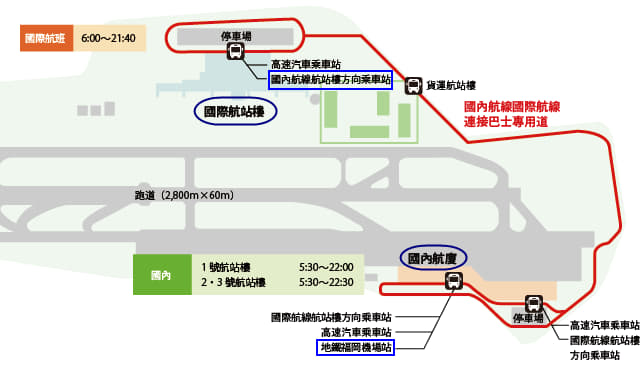 國際航班 6:00～21:40
停車場
高速汽車乘車站
國內航線航站樓方向乘車站
貨運航站樓
國際航站樓
國內航線國際航線
連接巴士專用道
跑道（2,800m×60m）
國內航廈
國內
1 號航站樓 5:30～22:00
2・3 號航站樓 5:30～22:30
國際航線航站樓方向乘車站
高速汽車乘車站
地鐵福岡機場站
停車場
高速汽車乘車站
國際航線航站樓
方向乘車站